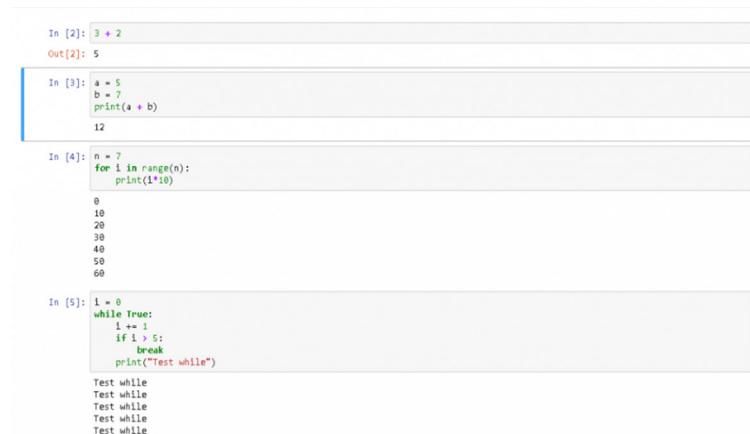 In [2]: 3 + 2
Out[2]: 5
In [3]: a = 5
b = 7
print(a + b)
12
In [4]: n = 7
for i in range(n):
    print(i*10)
0
10
20
30
40
50
60
In [5]: i = 0
while True:
    i += 1
    if i > 5:
        break
    print("Test while")
Test while
Test while
Test while
Test while
Test while